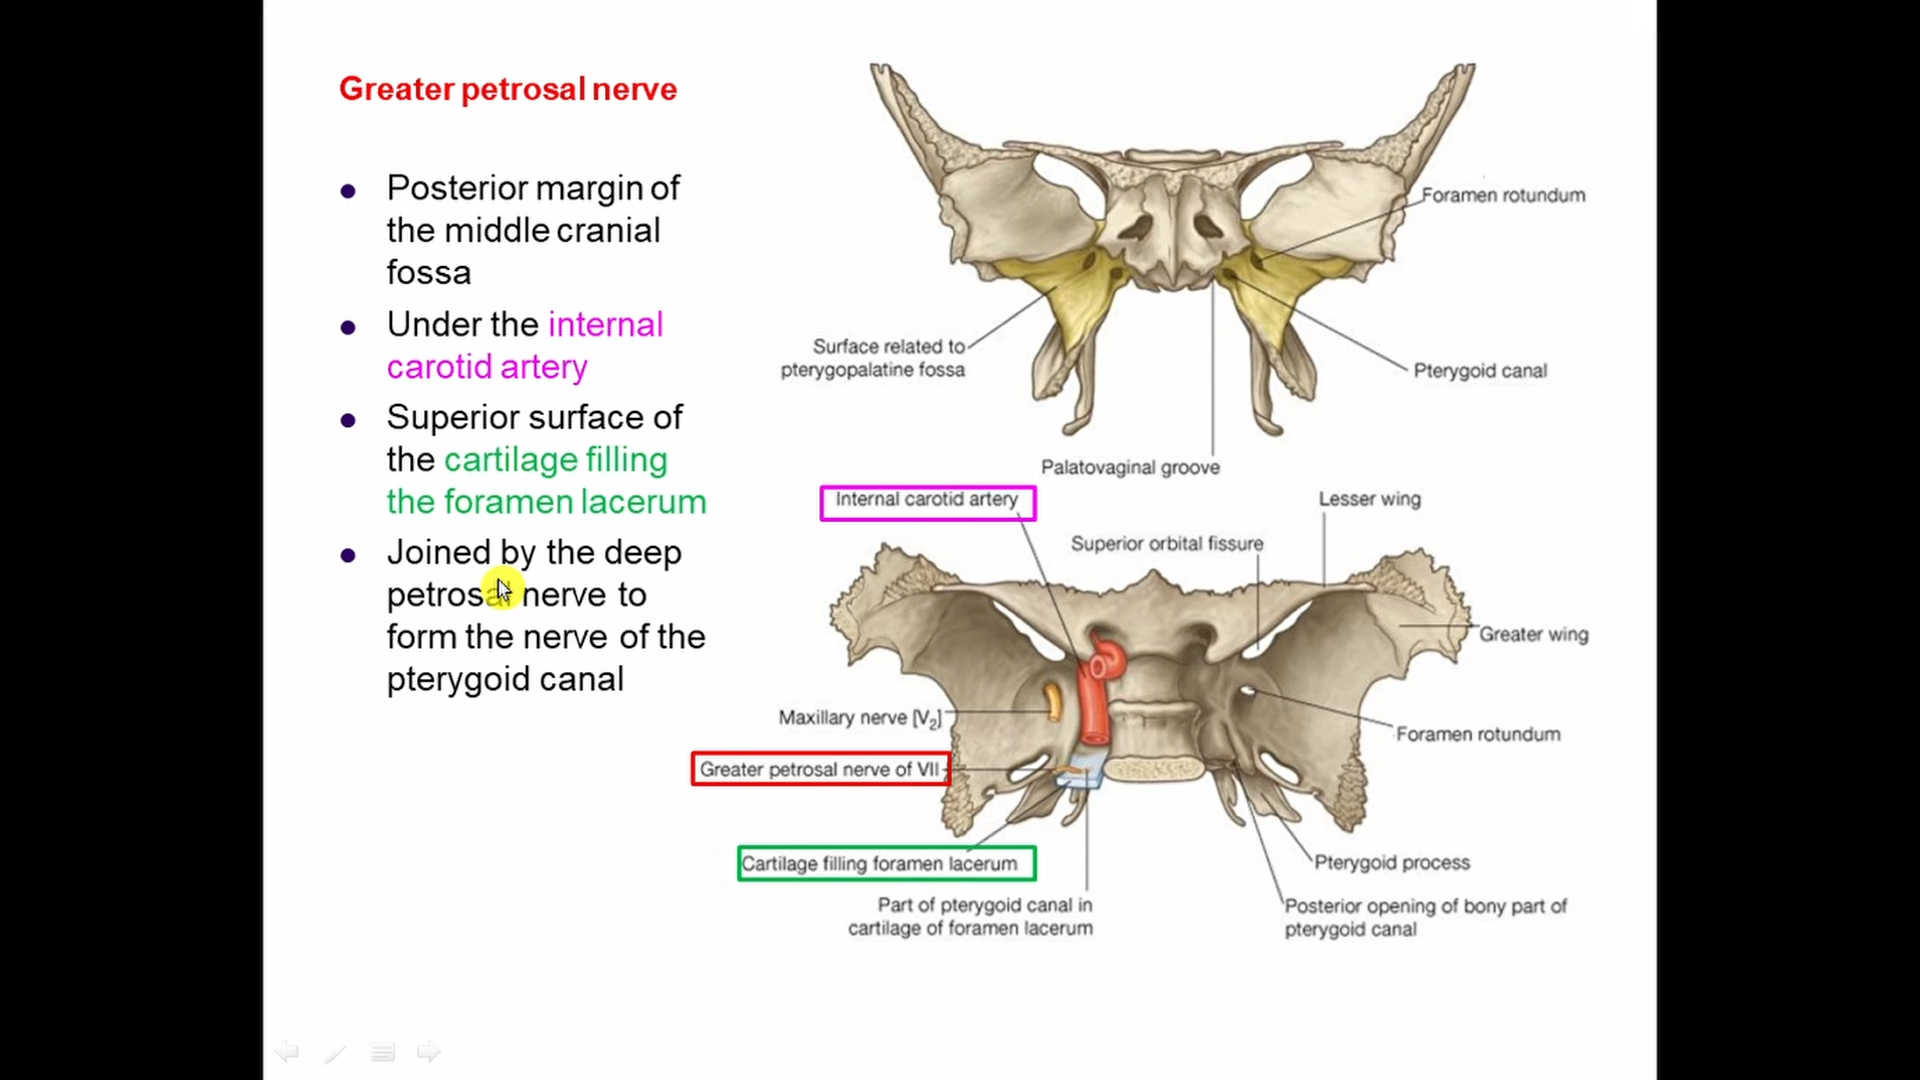 Greater petrosal nerve
● Posterior margin of
the middle cranial
fossa
● Under the internal
carotid artery
● Superior surface of
the cartilage filling
the foramen lacerum
● Joined by the deep
petrosal nerve to
form the nerve of the
pterygoid canal
Foramen rotundum
Surface related to
pterygopalatine fossa
Pterygoid canal
Palatovaginal groove
Internal carotid artery
Lesser wing
Superior orbital fissure
Greater wing
Maxillary nerve [V2]
Foramen rotundum
Greater petrosal nerve of VII
Cartilage filling foramen lacerum
Pterygoid process
Part of pterygoid canal in
cartilage of foramen lacerum
Posterior opening of bony part of
pterygoid canal